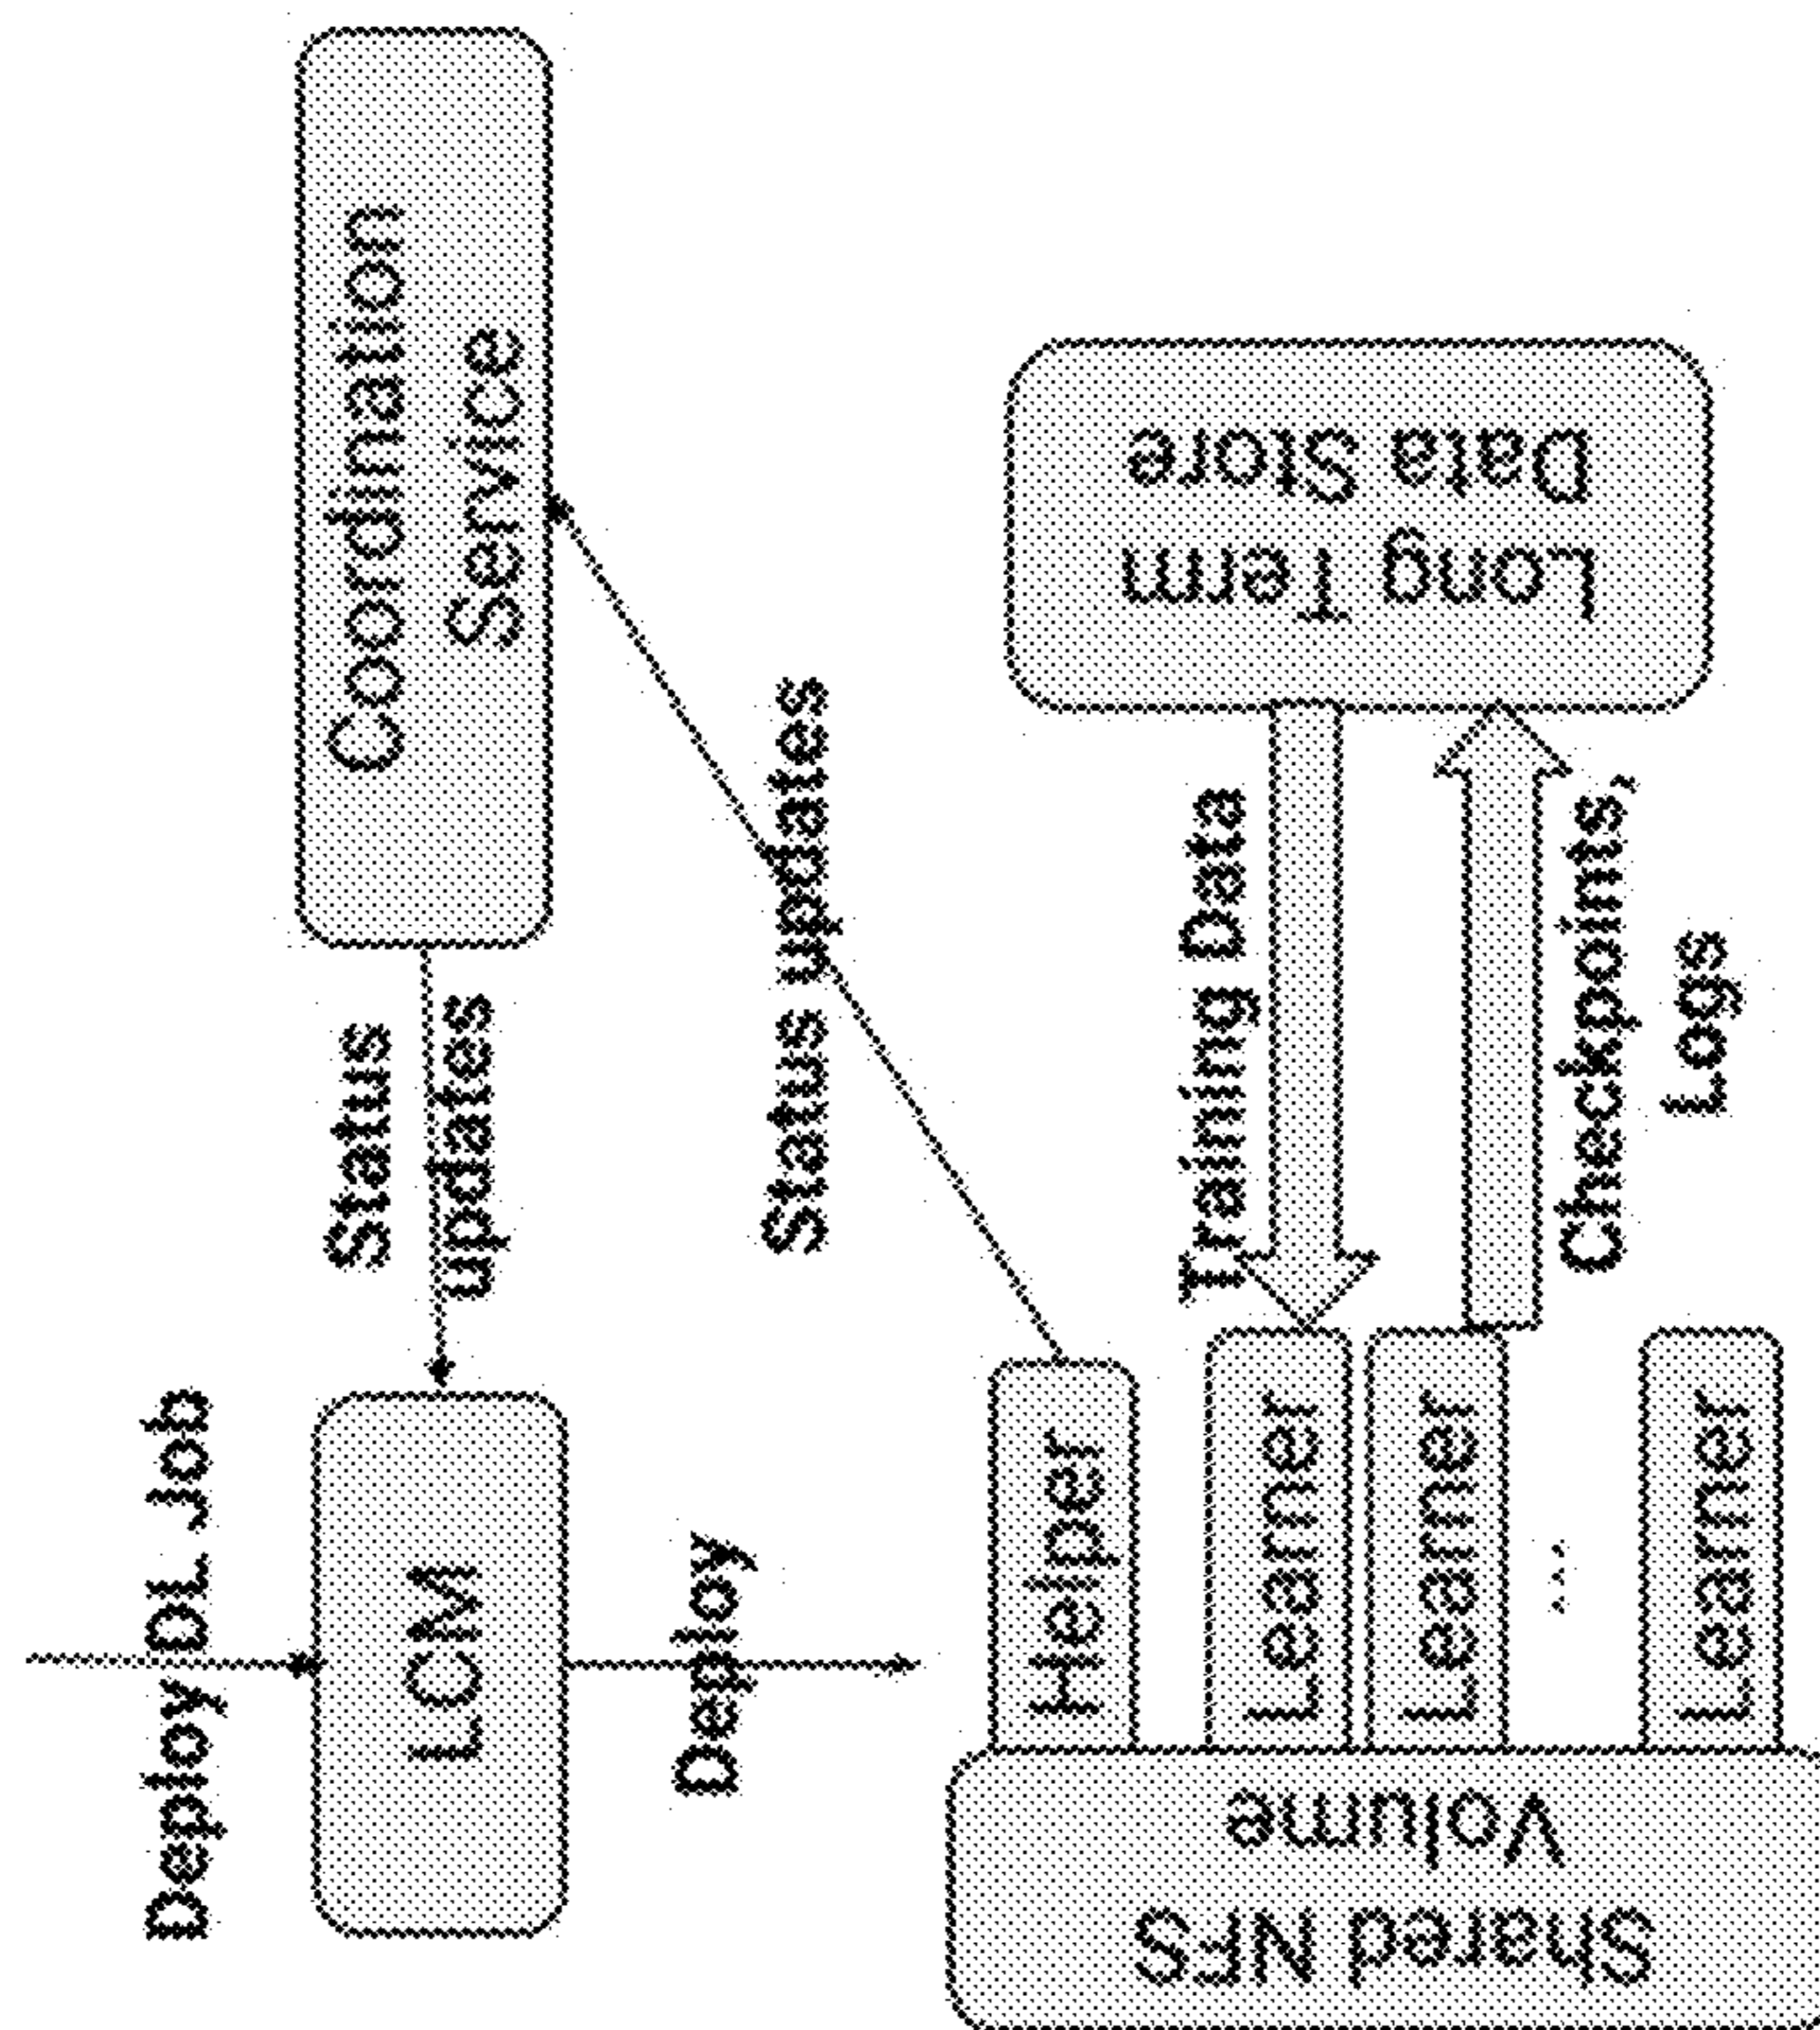 Deploy DL Job
LCM
Status
updates
Coordination
Service
Deploy
Status updates
Helper
Learner
Learner
...
Learner
Shared NFS
Volume
Training Data
Checkpoints,
Logs
Long Term
Data Store